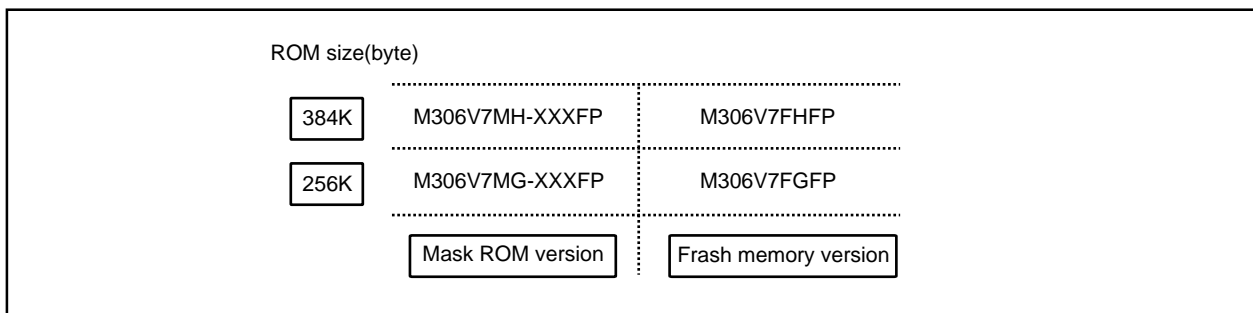 ROM size(byte)
384K M306V7MH-XXXFP M306V7FHFP
256K M306V7MG-XXXFP M306V7FGFP
Mask ROM version Frash memory version